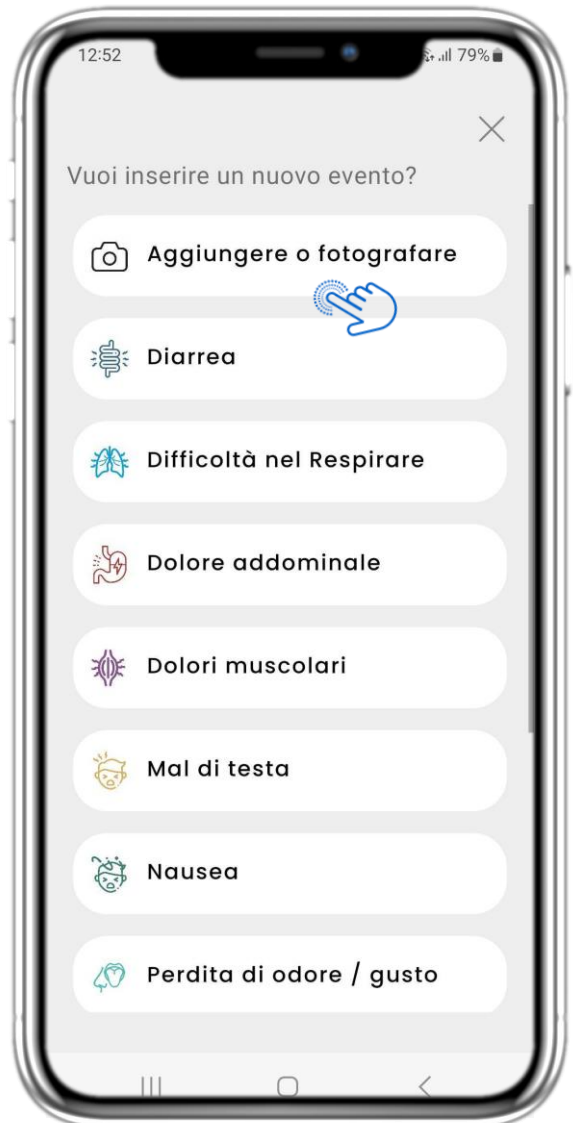 12:52
79%
Vuoi inserire un nuovo evento?
Aggiungere o fotografare
Diarrea
Difficoltà nel Respirare
Dolore addominale
Dolori muscolari
Mal di testa
Nausea
Perdita di odore / gusto